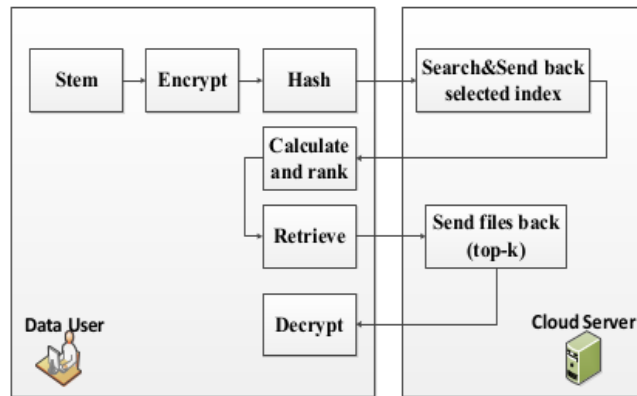 Stem
Encrypt
Hash
Search&Send back
selected index
Calculate
and rank
Retrieve
Send files back
(top-k)
Decrypt
Data User
Cloud Server